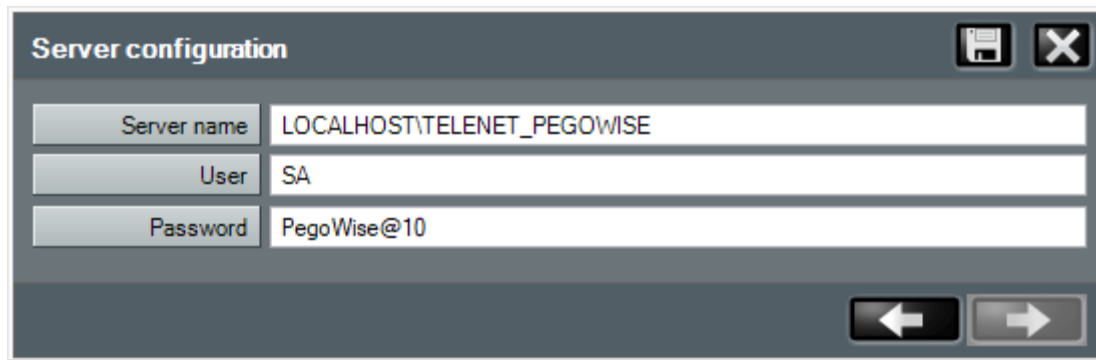 Server configuration
Server name LOCALHOST\TELENET_PEGOWISE
User SA
Password PegoWise@10